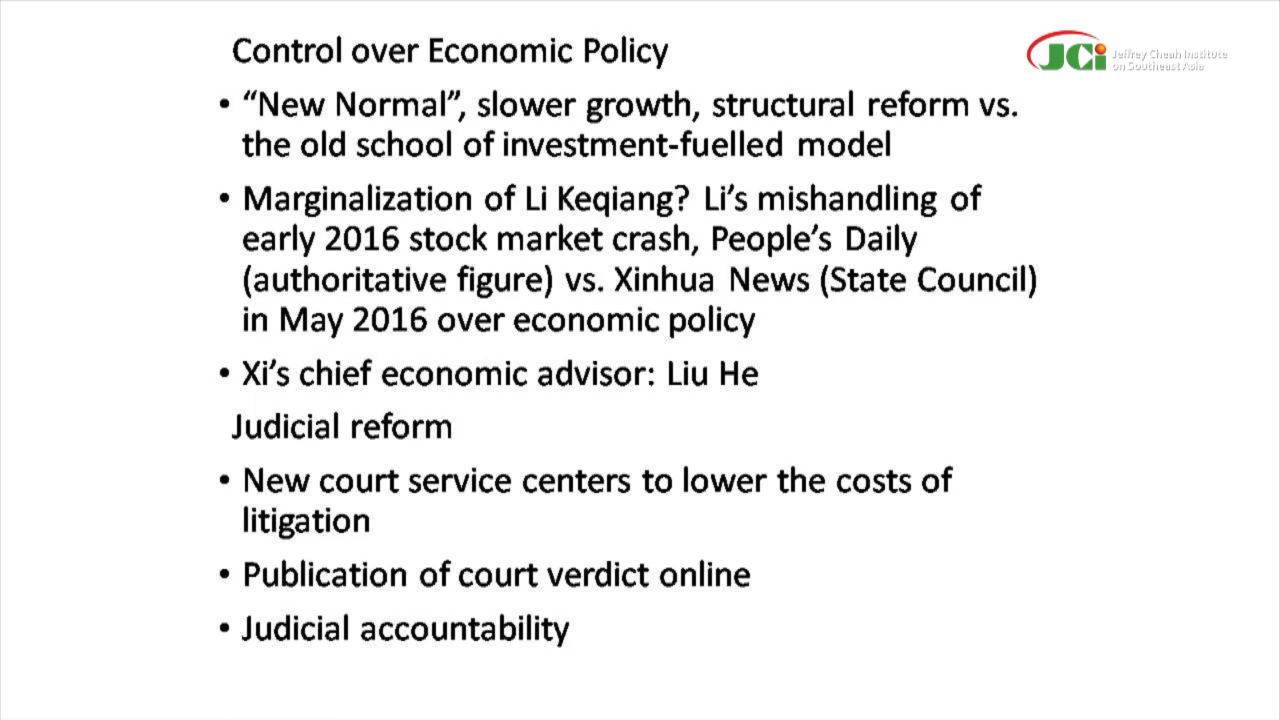 Control over Economic Policy
JCi Jeffrey Cheah Institute
on Southeast Asia
• “New Normal”, slower growth, structural reform vs.
the old school of investment-fuelled model
• Marginalization of Li Keqiang? Li’s mishandling of
early 2016 stock market crash, People’s Daily
(authoritative figure) vs. Xinhua News (State Council)
in May 2016 over economic policy
• Xi’s chief economic advisor: Liu He
Judicial reform
• New court service centers to lower the costs of
litigation
• Publication of court verdict online
• Judicial accountability